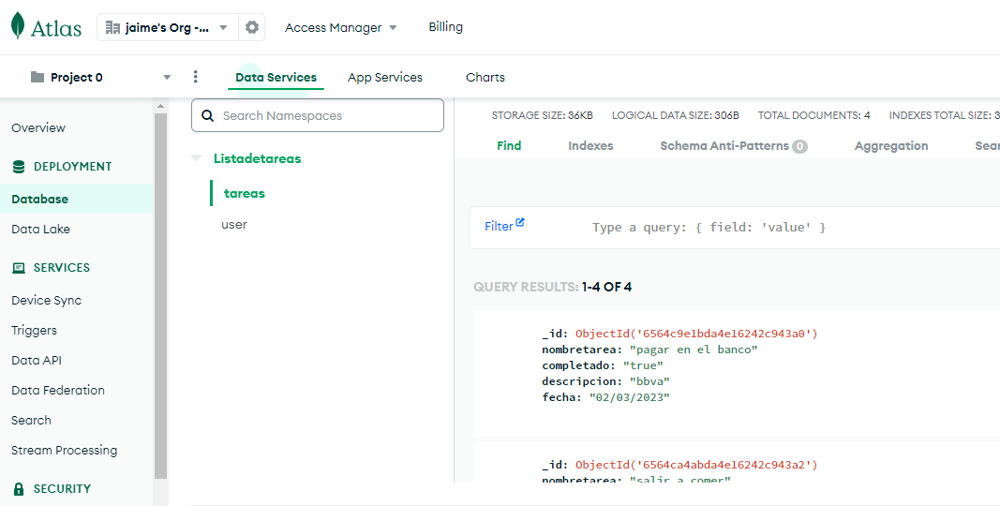 Atlas
jaime's Org -...
Access Manager
Billing
Project 0
Data Services
App Services
Charts
Overview
DEPLOYMENT
Database
Data Lake
SERVICES
Device Sync
Triggers
Data API
Data Federation
Search
Stream Processing
SECURITY
Search Namespaces
Listadetareas
tareas
user
STORAGE SIZE: 36KB LOGICAL DATA SIZE: 306B TOTAL DOCUMENTS: 4 INDEXES TOTAL SIZE: 3
Find Indexes Schema Anti-Patterns 0 Aggregation Sear
Filter Type a query: { field: 'value' }
QUERY RESULTS: 1-4 OF 4
_id: ObjectId('6564c9e1bda4e16242c943a0')
nombretarea: "pagar en el banco"
completado: "true"
descripcion: "bbva"
fecha: "02/03/2023"
_id: ObjectId('6564ca4abda4e16242c943a2')
nombretarea: "salir a comer"